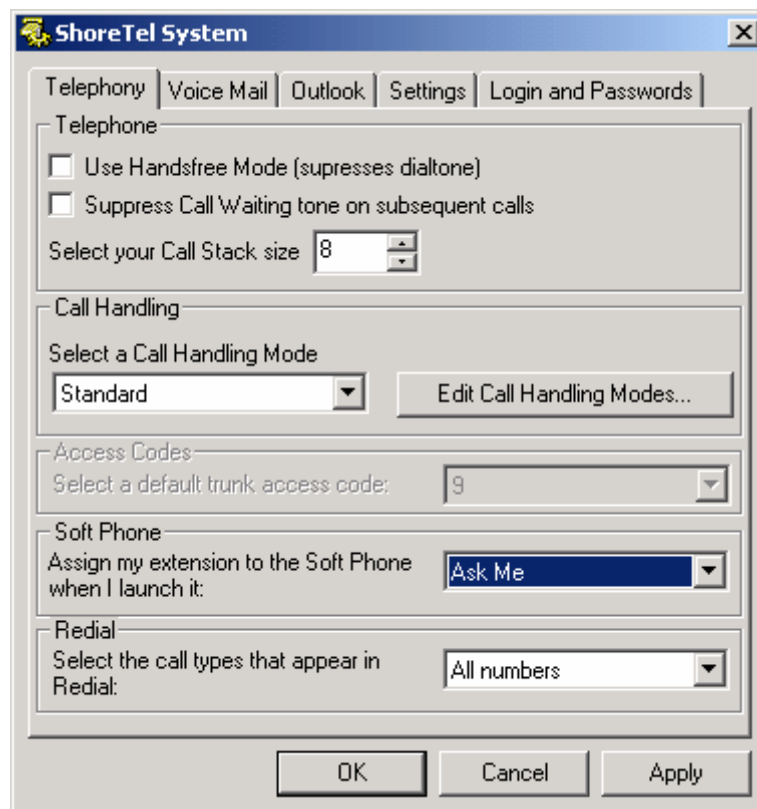 ShoreTel System
Telephony Voice Mail Outlook Settings Login and Passwords
Telephone
Use Handsfree Mode (supresses dialtone)
Suppress Call Waiting tone on subsequent calls
Select your Call Stack size 8
Call Handling
Select a Call Handling Mode
Standard Edit Call Handling Modes...
Access Codes
Select a default trunk access code: 9
Soft Phone
Assign my extension to the Soft Phone
when I launch it:
Ask Me
Redial
Select the call types that appear in
Redial:
All numbers
OK Cancel Apply